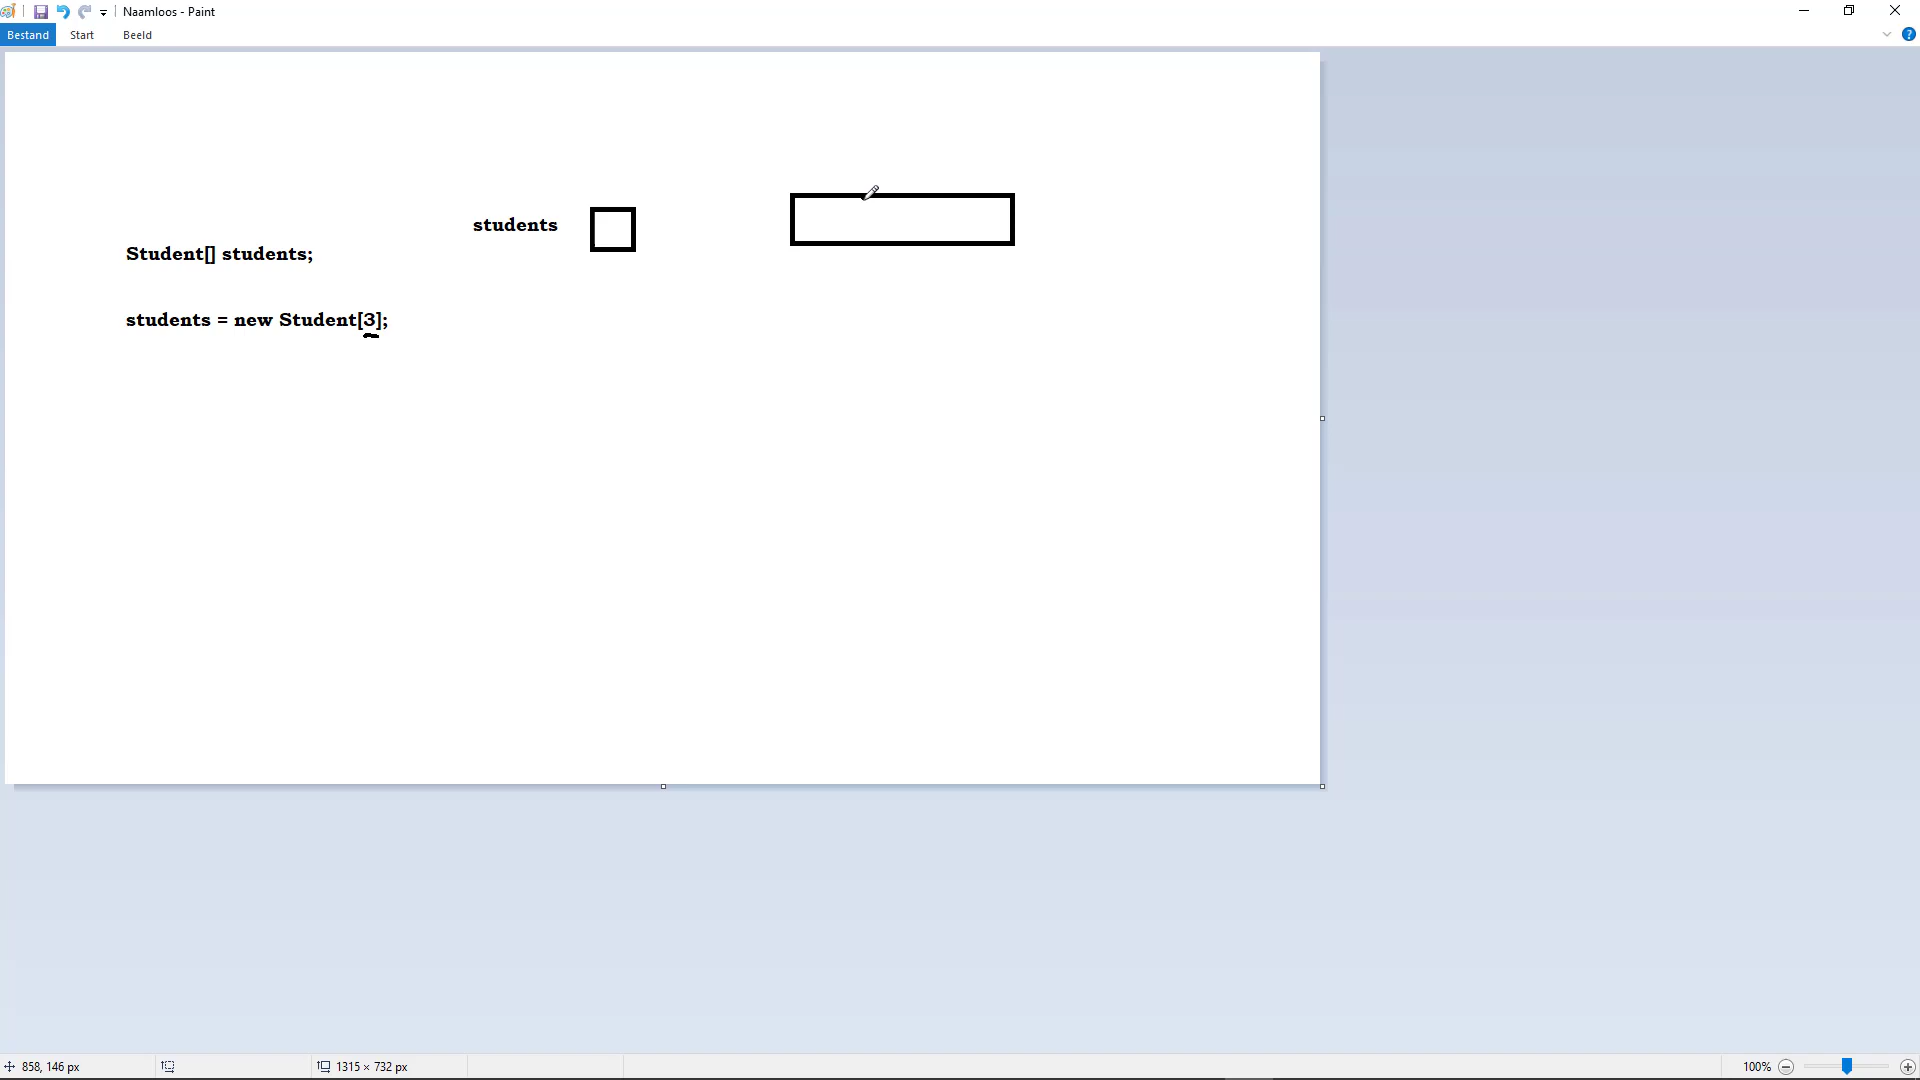 Naamloos - Paint
Bestand Start Beeld
?
students
Student[] students;
students = new Student[3];
858, 146 px
1315 × 732 px
100%